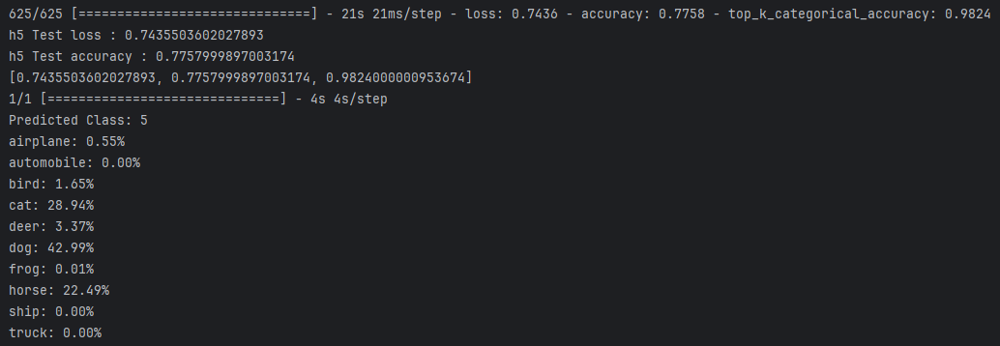 625/625 [==============================] - 21s 21ms/step - loss: 0.7436 - accuracy: 0.7758 - top_k_categorical_accuracy: 0.9824
h5 Test loss : 0.7435503602027893
h5 Test accuracy : 0.7757999897003174
[0.7435503602027893, 0.7757999897003174, 0.9824000000953674]
1/1 [==============================] - 4s 4s/step
Predicted Class: 5
airplane: 0.55%
automobile: 0.00%
bird: 1.65%
cat: 28.94%
deer: 3.37%
dog: 42.99%
frog: 0.01%
horse: 22.49%
ship: 0.00%
truck: 0.00%